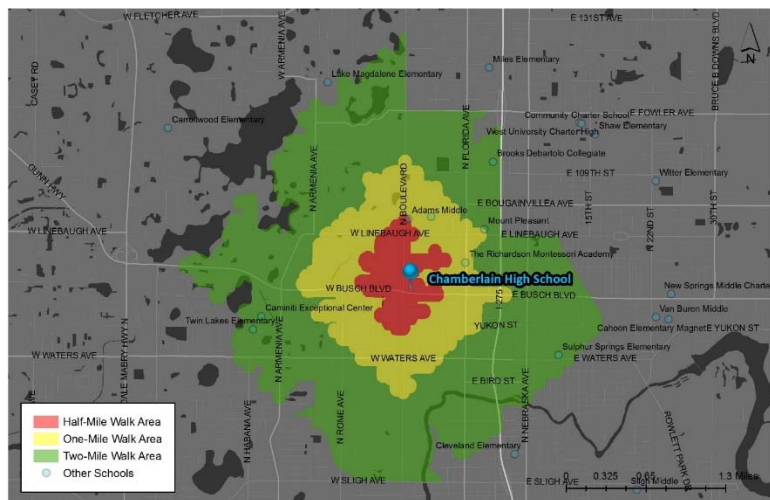 W FLETCHER AVE
E 131ST AVE
CASEY RD
W ARMENIA AVE
Lake Magdalene Elementary
Miles Elementary
BRUCE B DOWNS BLVD
N
Carrollwood Elementary
N FLORIDA AVE
Community Charter School
E FOWLER AVE
West University Charter High
Shaw Elementary
Brooks Debartolo Collegiate
E 109TH ST
Witter Elementary
GUNN HWY
N ARMENIA AVE
N BOULEVARD
E BOUGAINVILLEA AVE
15TH ST
N 22ND ST
30TH ST
Adams Middle
W LINEBAUGH AVE
W LINEBAUGH AVE
Mount Pleasant
E LINEBAUGH AVE
The Richardson Montessori Academy
Chamberlain High School
W BUSCH BLVD
I-275
E BUSCH BLVD
New Springs Middle Charter
Caminiti Exceptional Center
Van Buren Middle
Twin Lakes Elementary
YUKON ST
Cahoon Elementary Magnet
E YUKON ST
DALE MABRY HWY N
N ARMENIA AVE
Sulphur Springs Elementary
W WATERS AVE
W WATERS AVE
E WATERS AVE
E BIRD ST
N HABANA AVE
N ROME AVE
N NEBRASKA AVE
ROWLETT PARK DR
Half-Mile Walk Area
One-Mile Walk Area
Two-Mile Walk Area
Other Schools
Cleveland Elementary
W SLIGH AVE
E SLIGH AVE
Sligh Middle
0 0.325 0.65 1.3 Miles